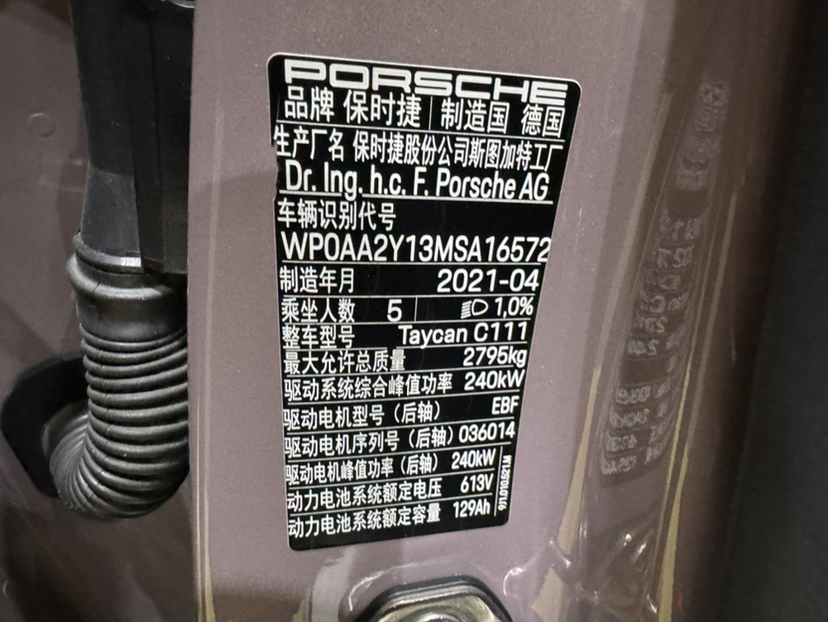 PORSCHE
品牌 保时捷 制造国 德国
生产厂名 保时捷股份公司斯图加特工厂
Dr. Ing. h.c. F. Porsche AG
车辆识别代号
WP0AA2Y13MSA16572
制造年月 2021-04
乘坐人数 5 1,0%
整车型号 Taycan C111
最大允许总质量 2795kg
驱动系统综合峰值功率 240kW
驱动电机型号（后轴） EBF
驱动电机序列号（后轴）036014
驱动电机峰值功率（后轴） 240kW
动力电池系统额定电压 613V
动力电池系统额定容量 129Ah
9J1.010.521.M